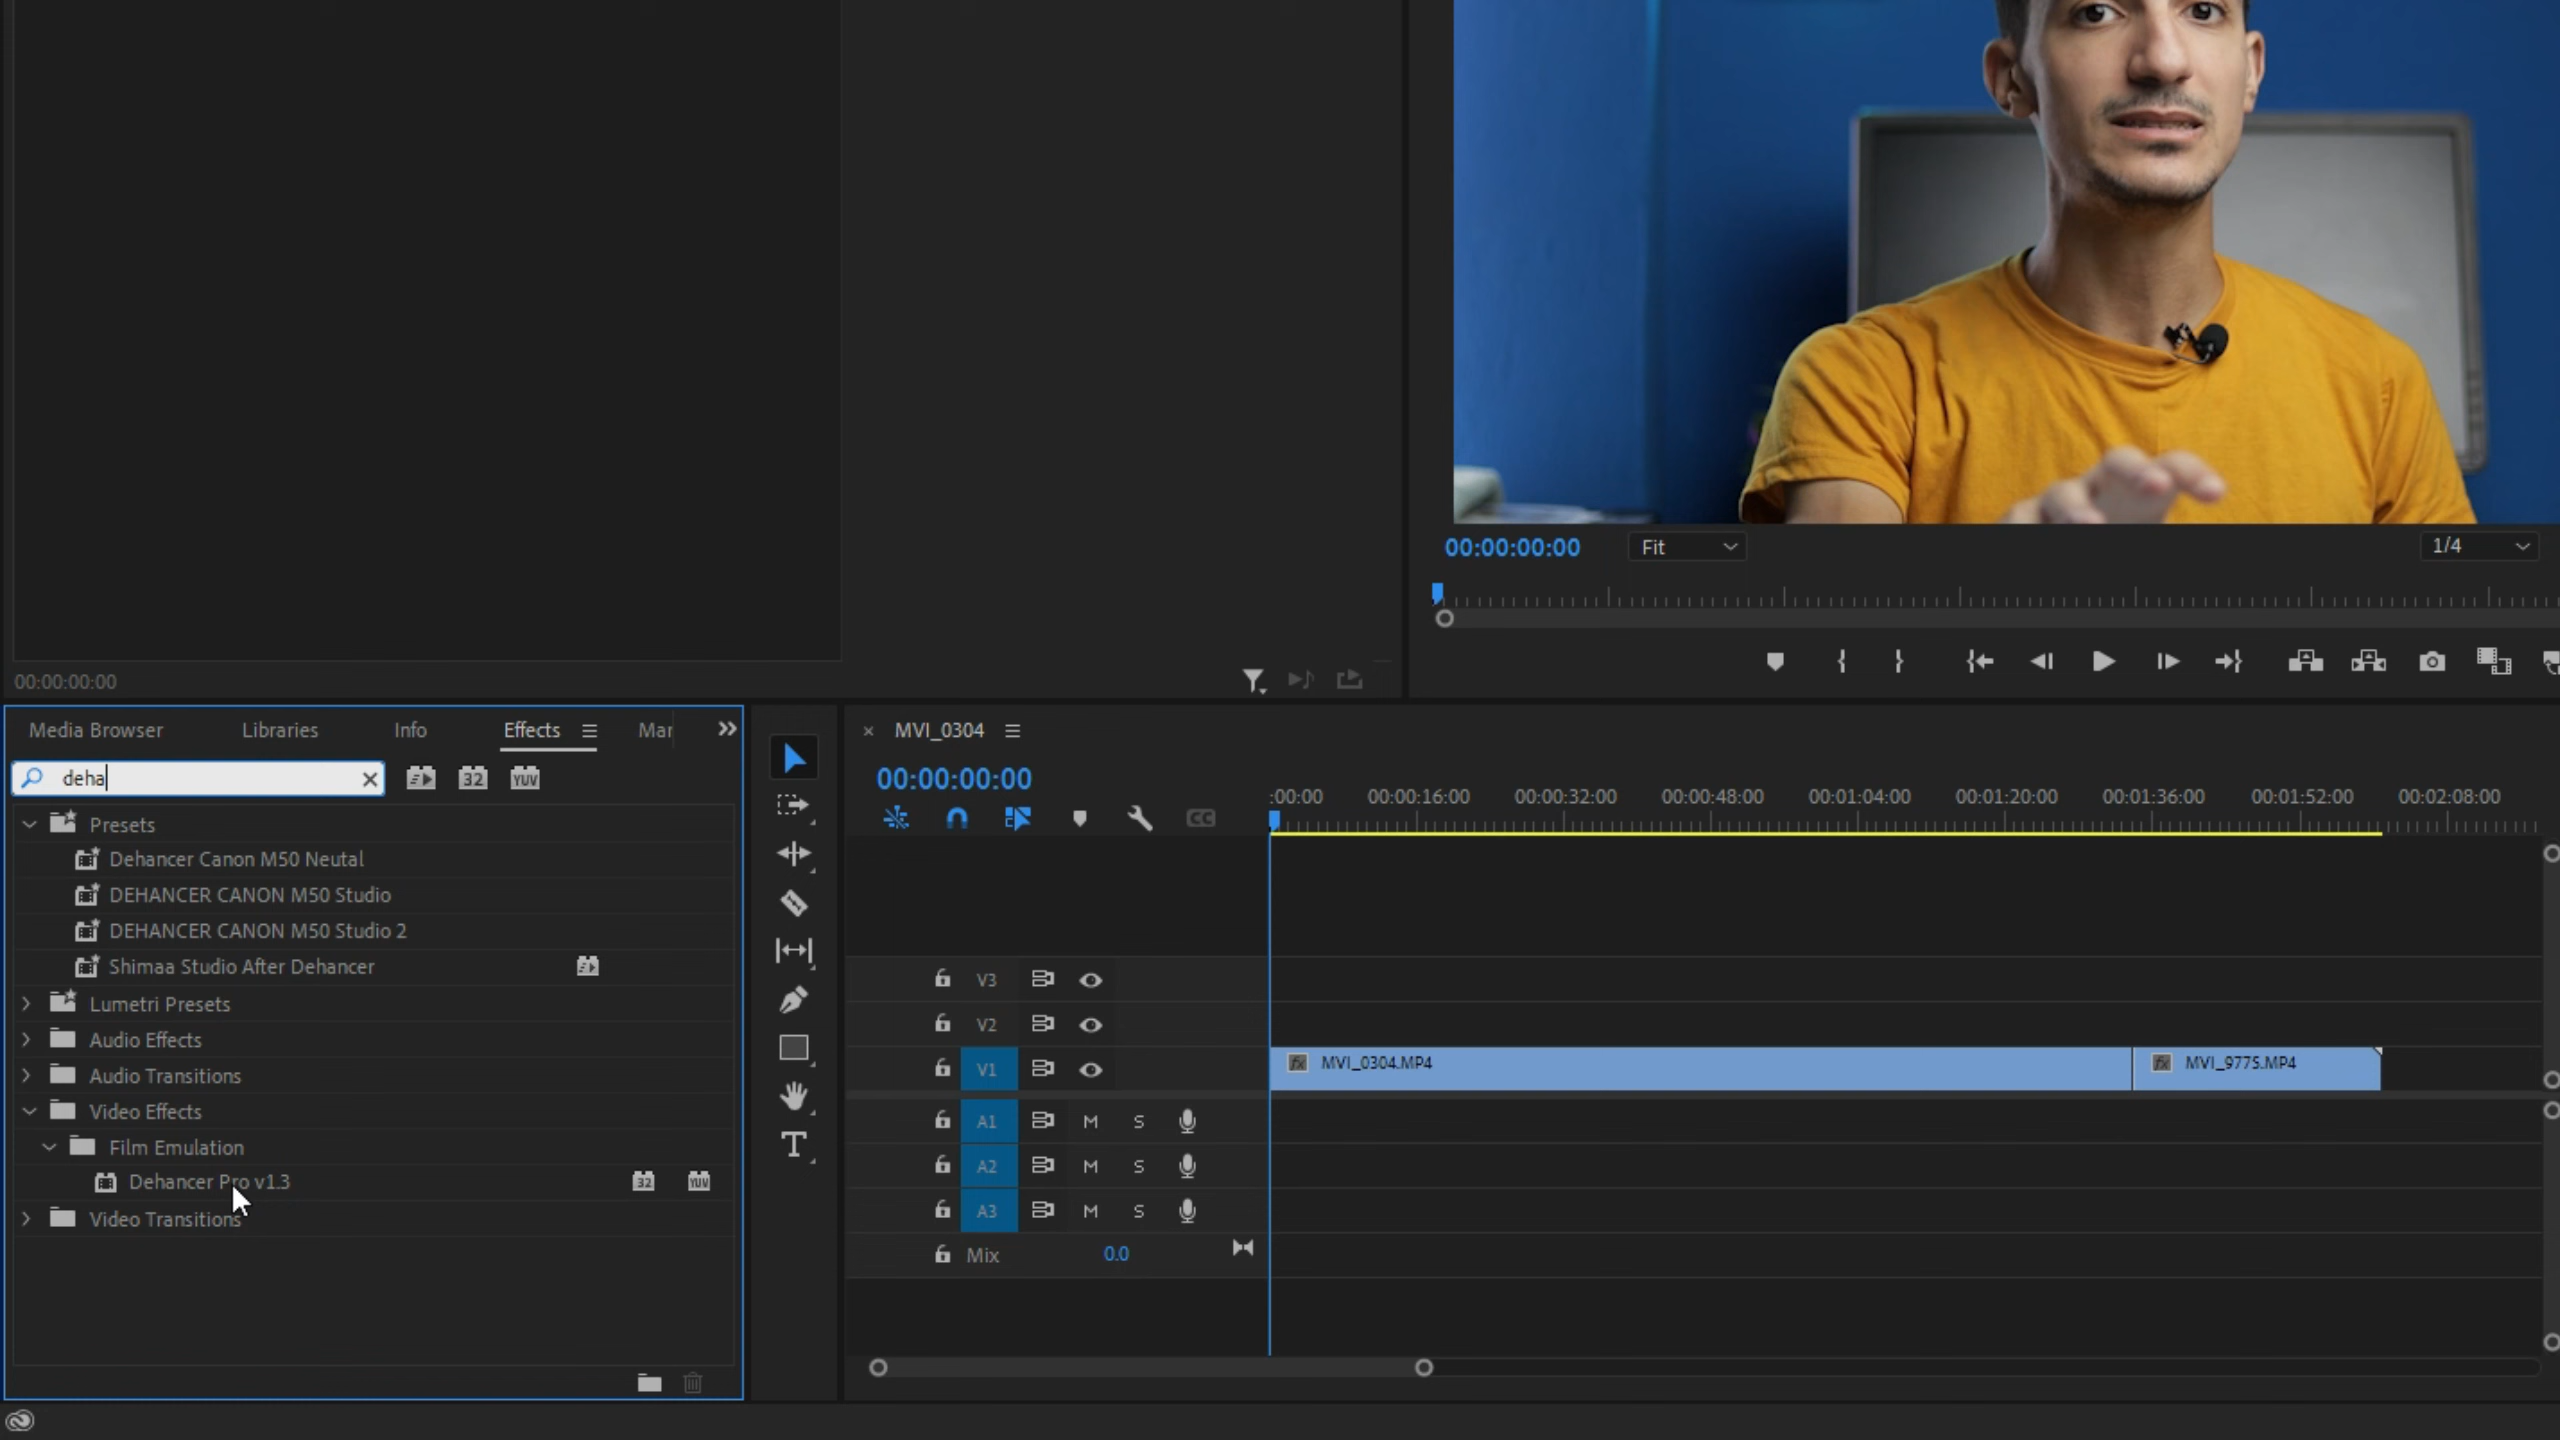 00:00:00:00
Fit
1/4
00:00:00:00
Media Browser
Libraries
Info
Effects
Mar
deha
32
YUV
Presets
Dehancer Canon M50 Neutal
DEHANCER CANON M50 Studio
DEHANCER CANON M50 Studio 2
Shimaa Studio After Dehancer
Lumetri Presets
Audio Effects
Audio Transitions
Video Effects
Film Emulation
Dehancer Pro v1.3
32
YUV
Video Transitions
T
MVI_0304
00:00:00:00
CC
:00:00
00:00:16:00
00:00:32:00
00:00:48:00
00:01:04:00
00:01:20:00
00:01:36:00
00:01:52:00
00:02:08:00
V3
V2
V1
fx MVI_0304.MP4
fx MVI_9775.MP4
A1 M S
A2 M S
A3 M S
Mix 0.0